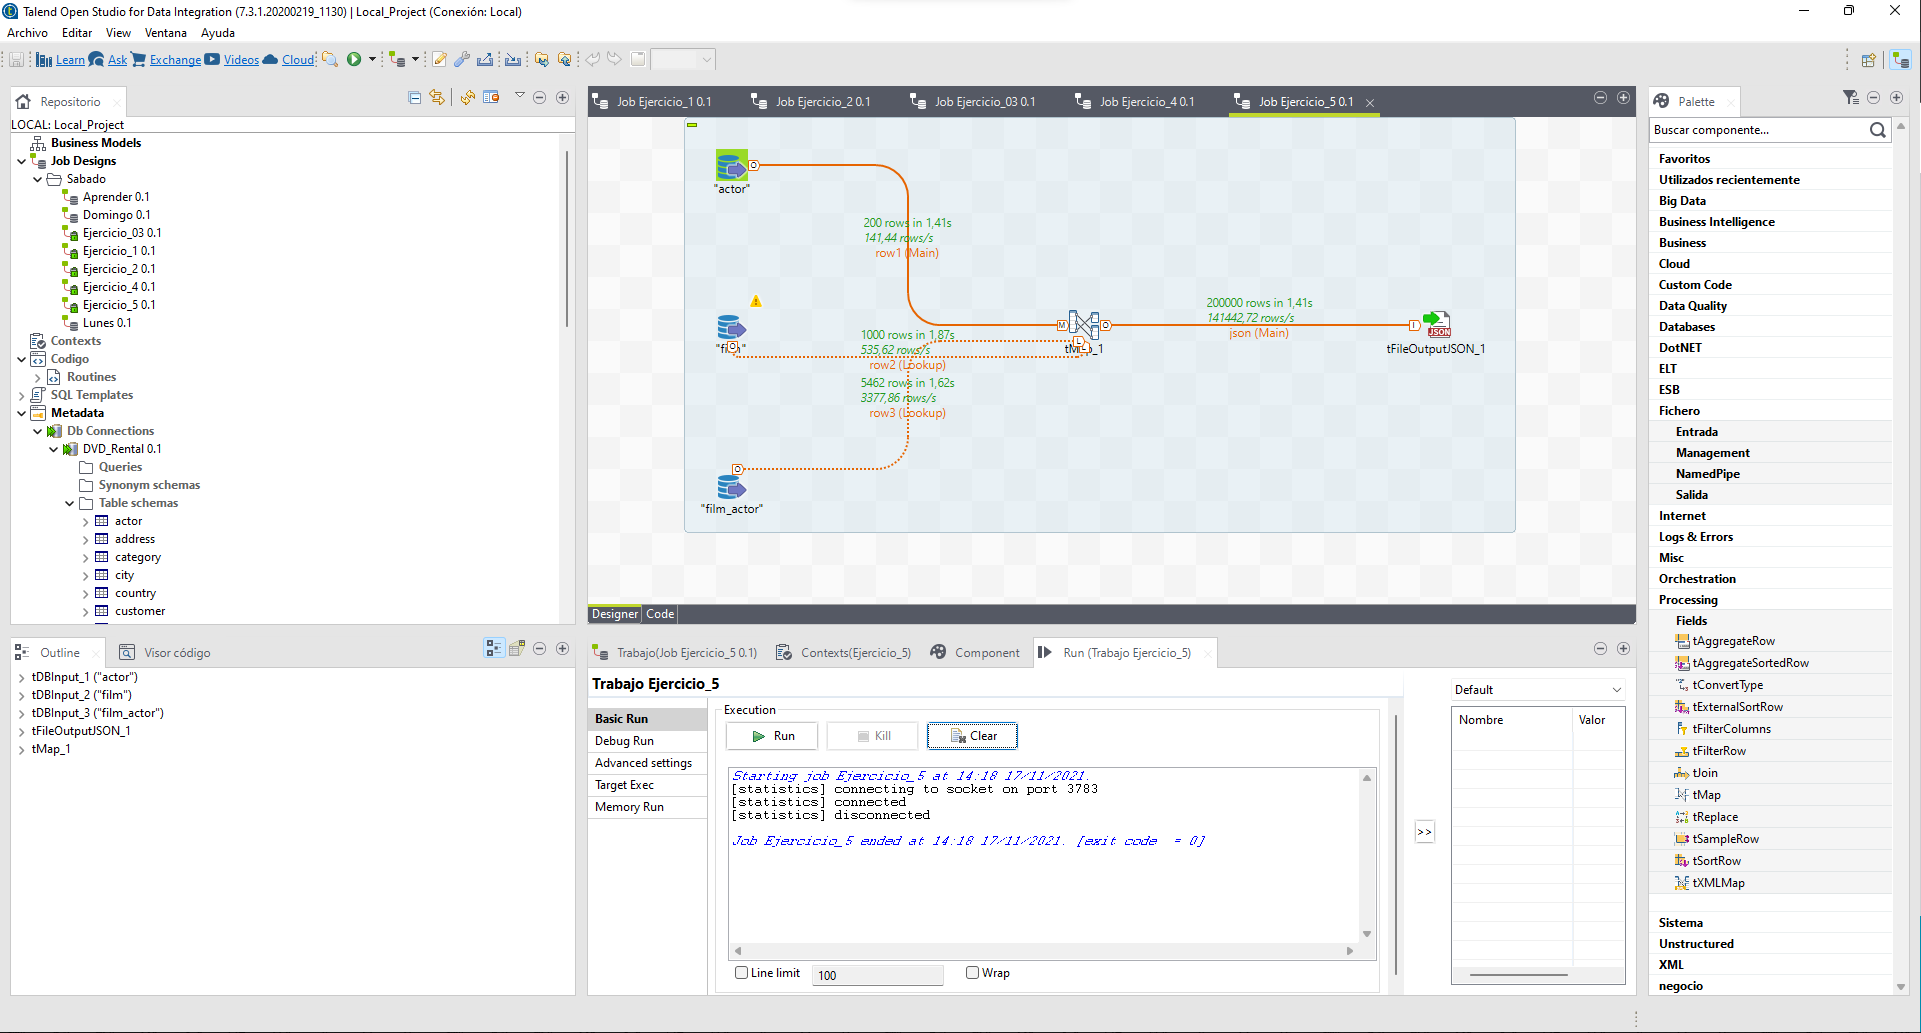 Talend Open Studio for Data Integration (7.3.1.20200219_1130) | Local_Project (Conexión: Local)
Archivo Editar View Ventana Ayuda
Learn Ask Exchange Videos Cloud
Repositorio
LOCAL: Local_Project
Business Models
Job Designs
Sabado
Aprender 0.1
Domingo 0.1
Ejercicio_03 0.1
Ejercicio_1 0.1
Ejercicio_2 0.1
Ejercicio_4 0.1
Ejercicio_5 0.1
Lunes 0.1
Contexts
Codigo
Routines
SQL Templates
Metadata
Db Connections
DVD_Rental 0.1
Queries
Synonym schemas
Table schemas
actor
address
category
city
country
customer
Job Ejercicio_1 0.1
Job Ejercicio_2 0.1
Job Ejercicio_03 0.1
Job Ejercicio_4 0.1
Job Ejercicio_5 0.1
"actor"
200 rows in 1,41s
141,44 rows/s
row1 (Main)
1000 rows in 1,87s
535,62 rows/s
row2 (Lookup)
5462 rows in 1,62s
3377,86 rows/s
row3 (Lookup)
"film_actor"
200000 rows in 1,41s
141442,72 rows/s
json (Main)
JSON
tFileOutputJSON_1
Designer Code
Palette
Buscar componente...
Favoritos
Utilizados recientemente
Big Data
Business Intelligence
Business
Cloud
Custom Code
Data Quality
Databases
DotNET
ELT
ESB
Fichero
Entrada
Management
NamedPipe
Salida
Internet
Logs & Errors
Misc
Orchestration
Processing
Fields
tAggregateRow
tAggregateSortedRow
tConvertType
tExternalSortRow
tFilterColumns
tFilterRow
tJoin
tMap
tReplace
tSampleRow
tSortRow
tXMLMap
Sistema
Unstructured
XML
negocio
Outline
Visor código
tDBInput_1 ("actor")
tDBInput_2 ("film")
tDBInput_3 ("film_actor")
tFileOutputJSON_1
tMap_1
Trabajo(Job Ejercicio_5 0.1)
Contexts(Ejercicio_5)
Component
Run (Trabajo Ejercicio_5)
Trabajo Ejercicio_5
Basic Run
Debug Run
Advanced settings
Target Exec
Memory Run
Execution
Run
Kill
Clear
Starting job Ejercicio_5 at 14:18 17/11/2021.
[statistics] connecting to socket on port 3783
[statistics] connected
[statistics] disconnected
Job Ejercicio_5 ended at 14:18 17/11/2021. [exit code  = 0]
Line limit
100
Wrap
>>
Default
Nombre Valor